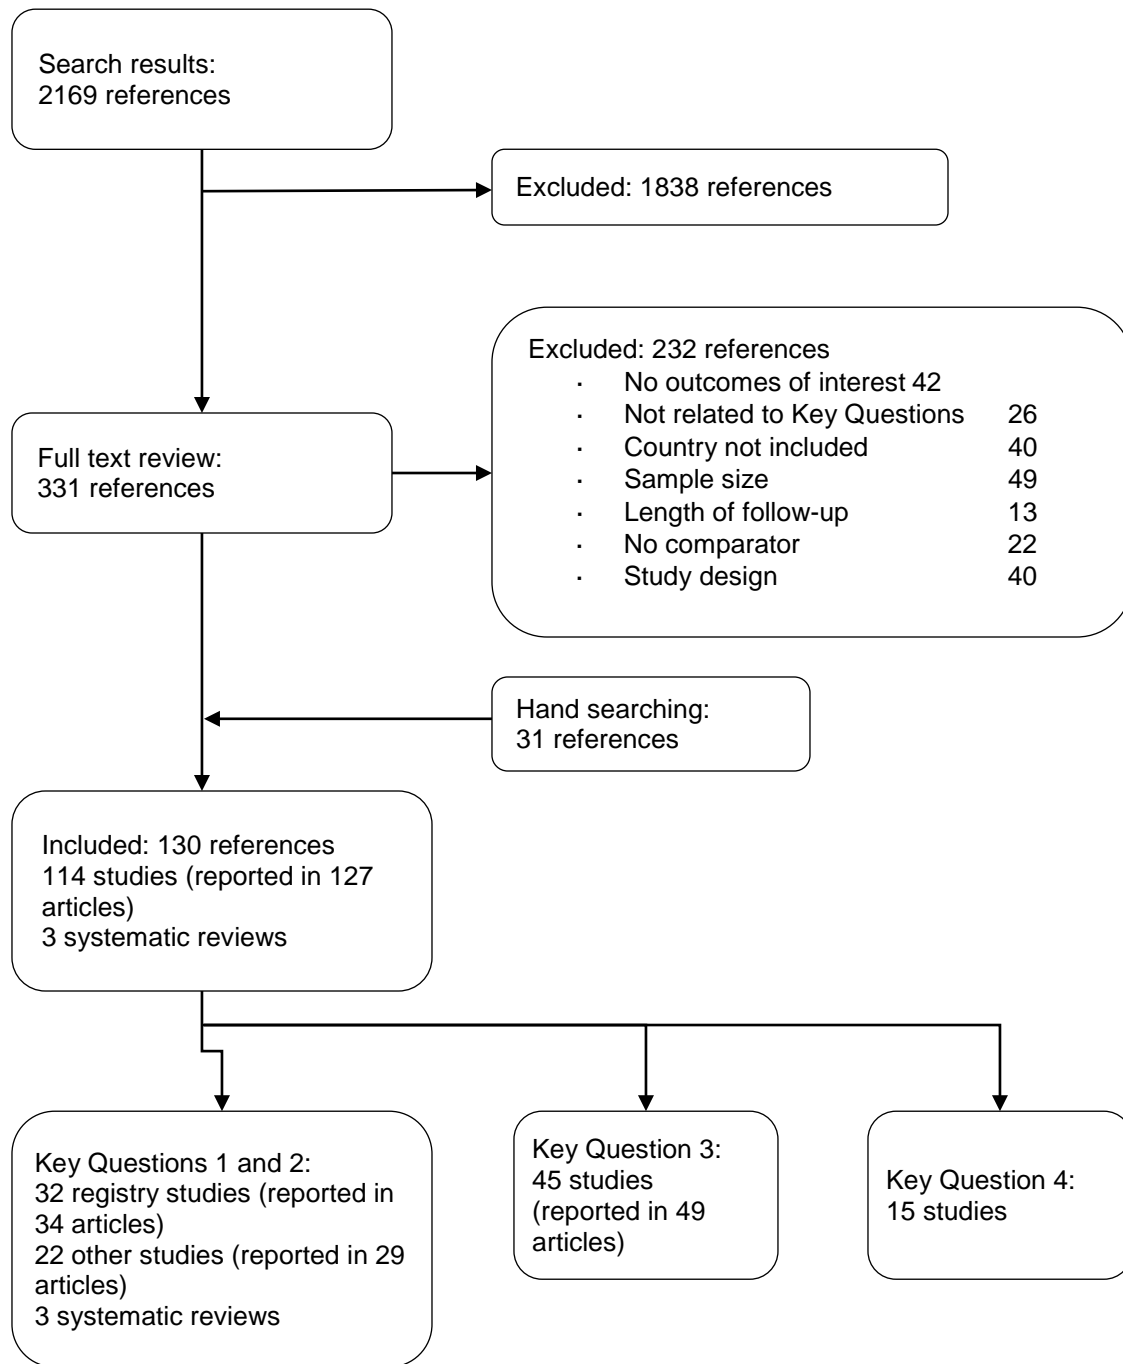 Search results:
2169 references
Excluded: 1838 references
Excluded: 232 references
· No outcomes of interest 42
· Not related to Key Questions 26
· Country not included 40
· Sample size 49
· Length of follow-up 13
· No comparator 22
· Study design 40
Full text review:
331 references
Hand searching:
31 references
Included: 130 references
114 studies (reported in 127
articles)
3 systematic reviews
Key Questions 1 and 2:
32 registry studies (reported in
34 articles)
22 other studies (reported in 29
articles)
3 systematic reviews
Key Question 3:
45 studies
(reported in 49
articles)
Key Question 4:
15 studies